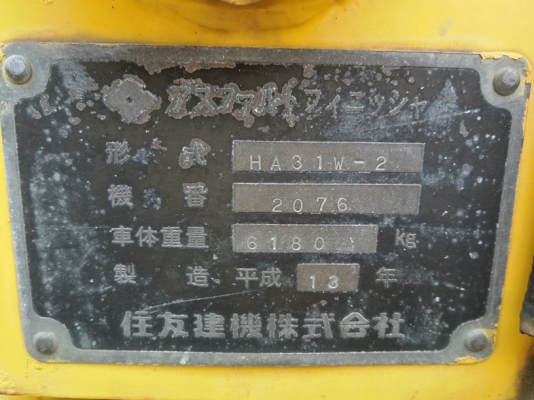 アスファルトフィニッシャ
形式 HA31W-2
機番 2076
車体重量 6180 kg
製造 平成 13 年
住友建機株式会社